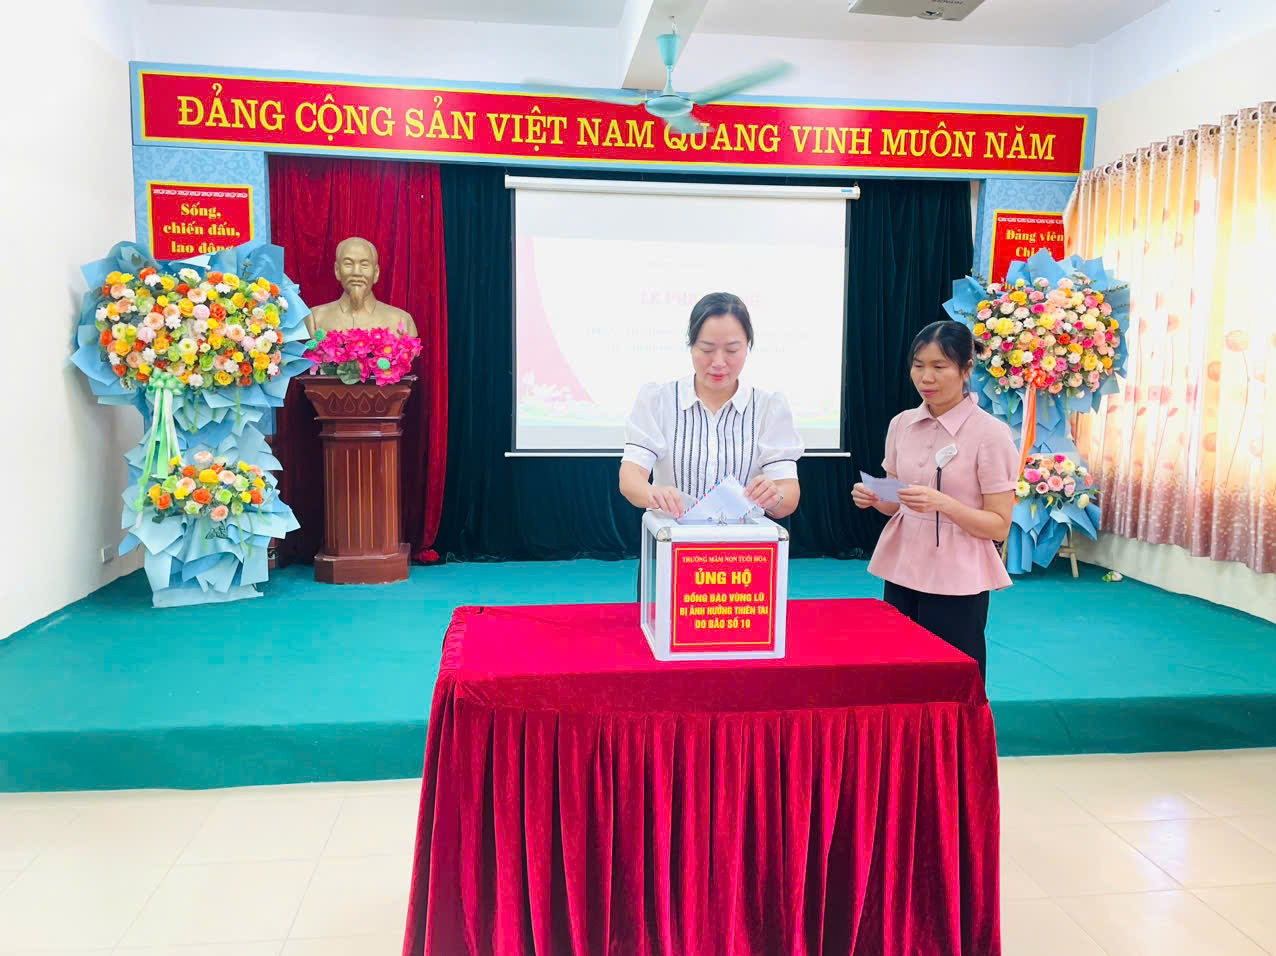 ĐẢNG CỘNG SẢN VIỆT NAM QUANG VINH MUÔN NĂM
Sống,
chiến đấu,
lao động
Đảng viên
TRƯỜNG MẦM NON TUỔI HOA
ỦNG HỘ
ĐỒNG BÀO VÙNG LŨ
BỊ ẢNH HƯỞNG THIÊN TAI
DO BÃO SỐ 10